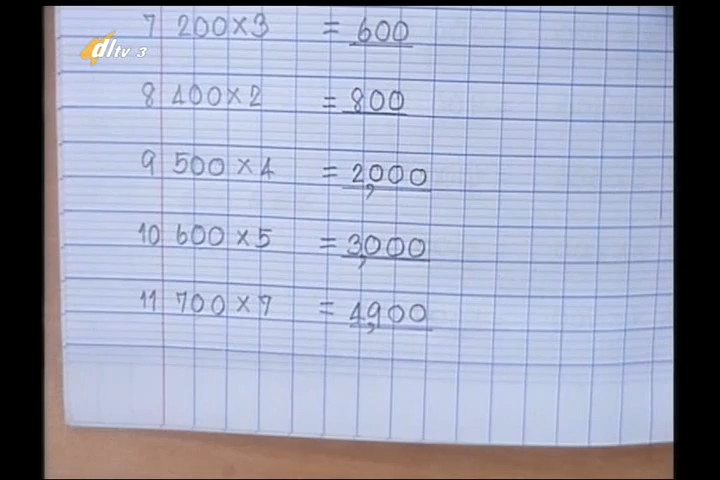 dltv 3
7 200×3 = 600
8 400×2 = 800
9 500×4 = 2,000
10 600×5 = 3,000
11 700×7 = 4,900